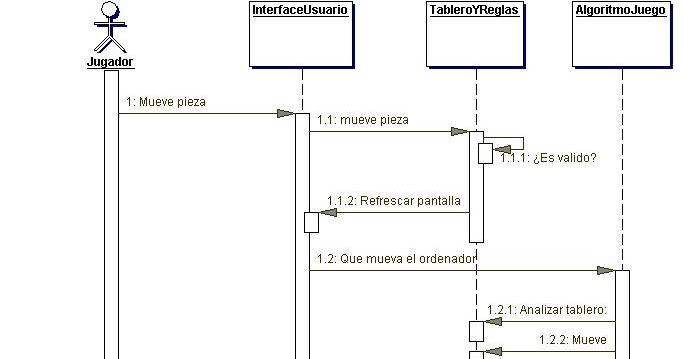 InterfaceUsuario
TableroYReglas
AlgoritmoJuego
Jugador
1: Mueve pieza
1.1: mueve pieza
1.1.1: ¿Es valido?
1.1.2: Refrescar pantalla
1.2: Que mueva el ordenador
1.2.1: Analizar tablero:
1.2.2: Mueve